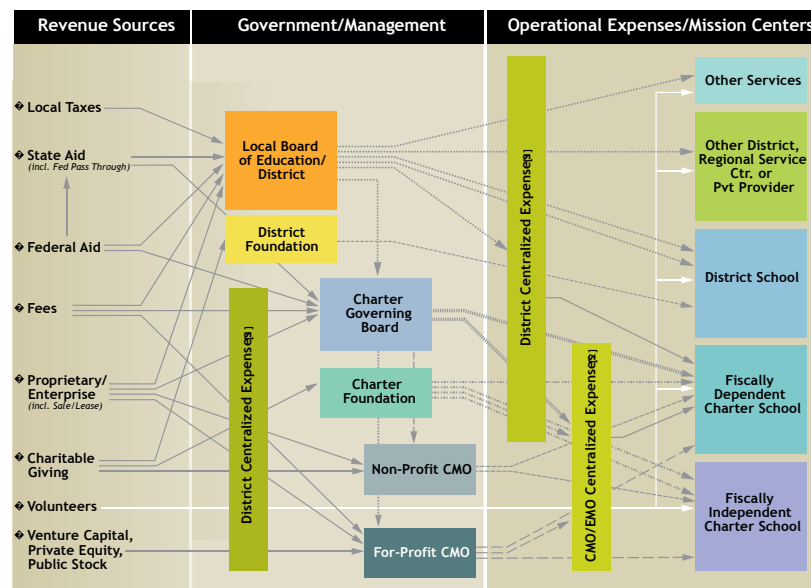 Revenue Sources
Government/Management
Operational Expenses/Mission Centers
� Local Taxes
� State Aid
(incl. Fed Pass Through)
� Federal Aid
� Fees
� Proprietary/
Enterprise
(incl. Sale/Lease)
� Charitable
Giving
� Volunteers
� Venture Capital,
Private Equity,
Public Stock
Local Board
of Education/
District
District
Foundation
Charter
Governing
Board
Charter
Foundation
Non-Profit CMO
For-Profit CMO
District Centralized Expenses
District Centralized Expenses
CMO/EMO Centralized Expenses
Other Services
Other District,
Regional Service
Ctr. or
Pvt Provider
District School
Fiscally
Dependent
Charter School
Fiscally
Independent
Charter School